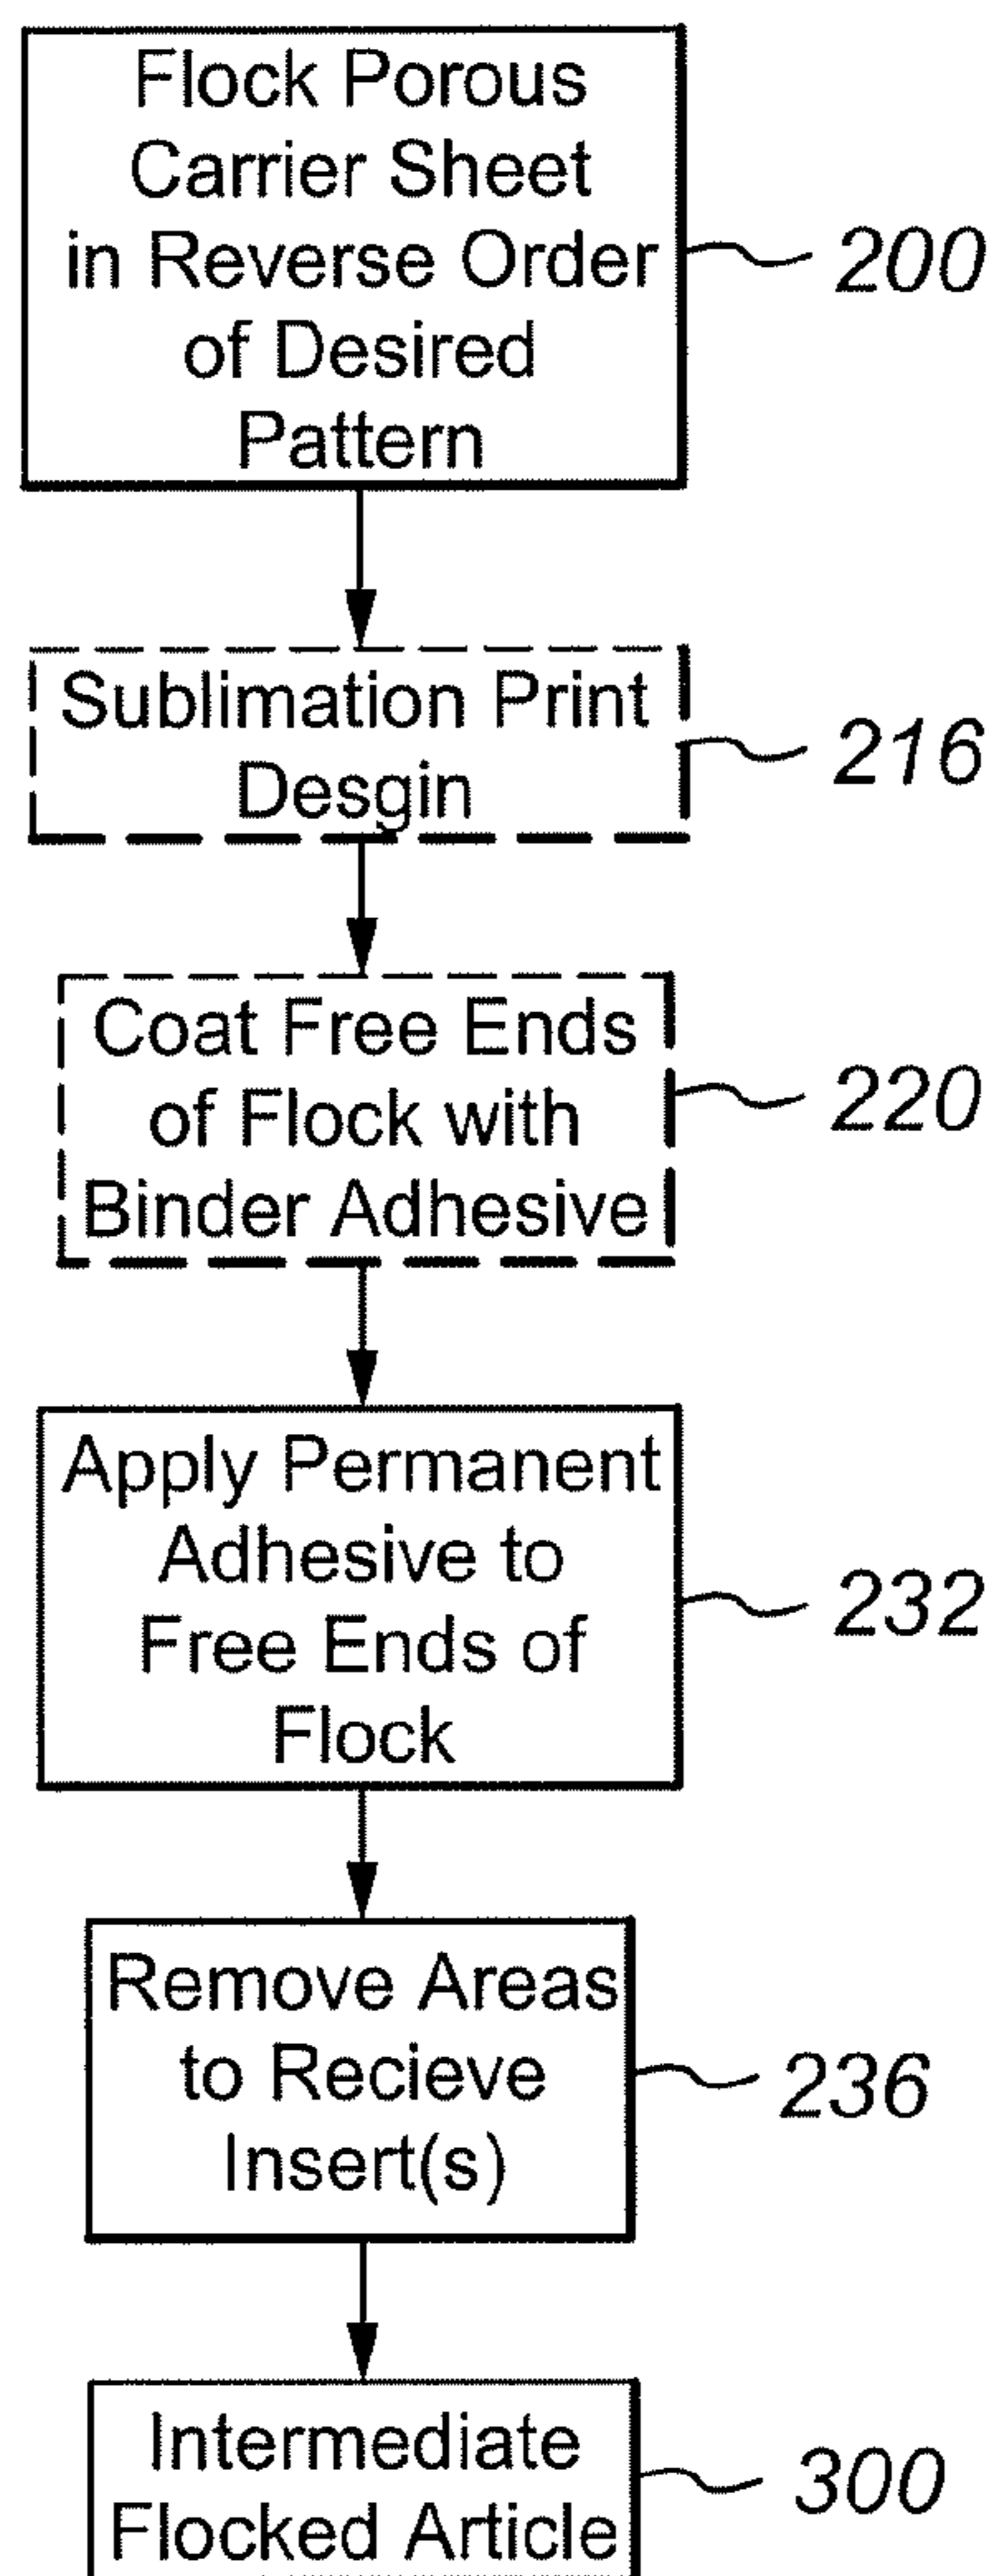 Flock Porous
Carrier Sheet
in Reverse Order
of Desired
Pattern
200
Sublimation Print
Desgin
216
Coat Free Ends
of Flock with
Binder Adhesive
220
Apply Permanent
Adhesive to
Free Ends of
Flock
232
Remove Areas
to Recieve
Insert(s)
236
Intermediate
Flocked Article
300